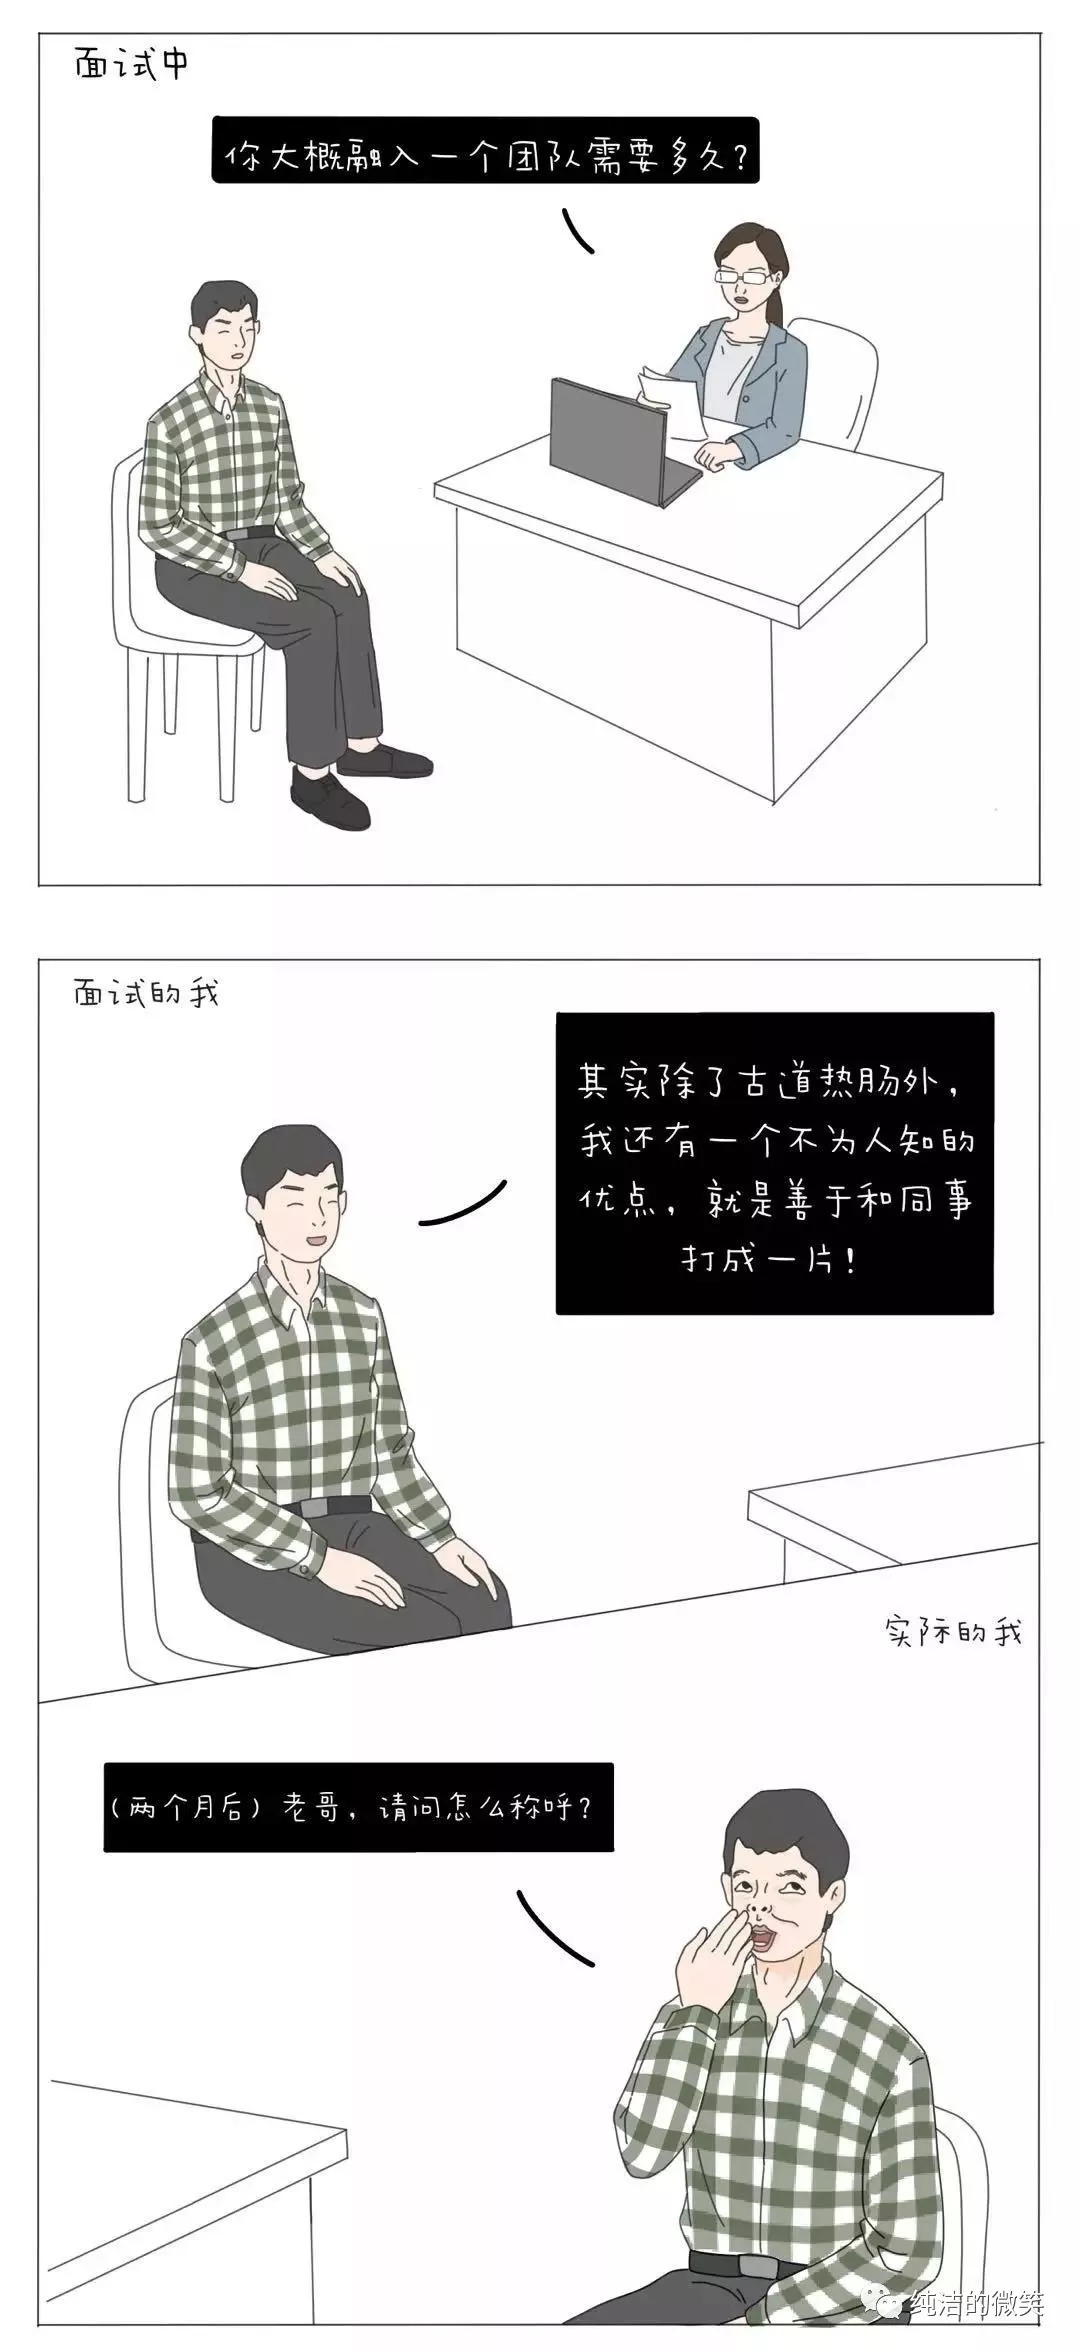 面试中
你大概融入一个团队需要多久？
面试的我
其实除了古道热肠外，
我还有一个不为人知的
优点，就是善于和同事
打成一片！
实际的我
（两个月后）老哥，请问怎么称呼？
纯洁的微笑